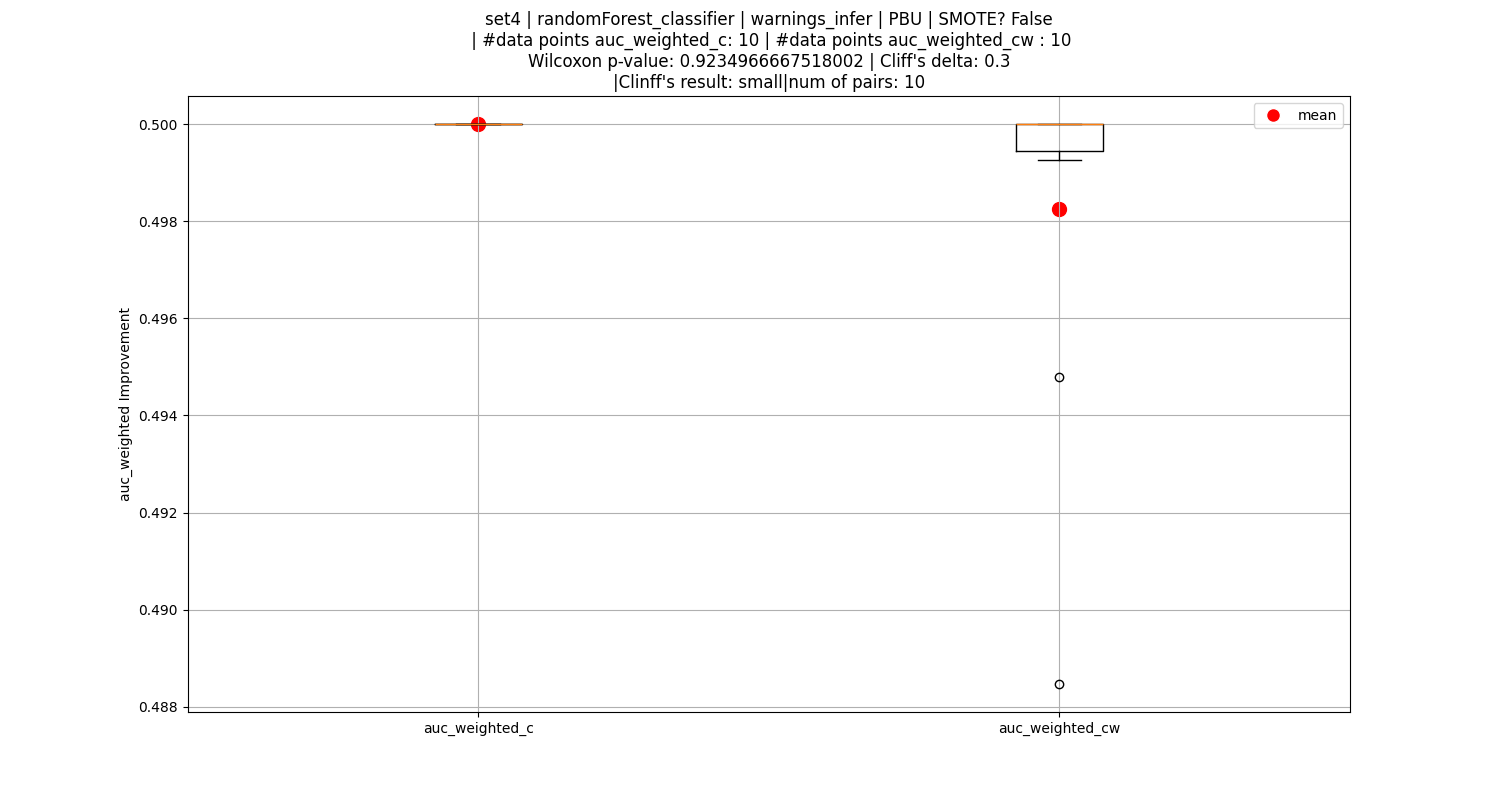 set4 | randomForest_classifier | warnings_infer | PBU | SMOTE? False
| #data points auc_weighted_c: 10 | #data points auc_weighted_cw : 10
Wilcoxon p-value: 0.9234966667518002 | Cliff's delta: 0.3
|Clinff's result: small|num of pairs: 10
mean
0.500
0.498
0.496
0.494
0.492
0.490
0.488
auc_weighted Improvement
auc_weighted_c
auc_weighted_cw